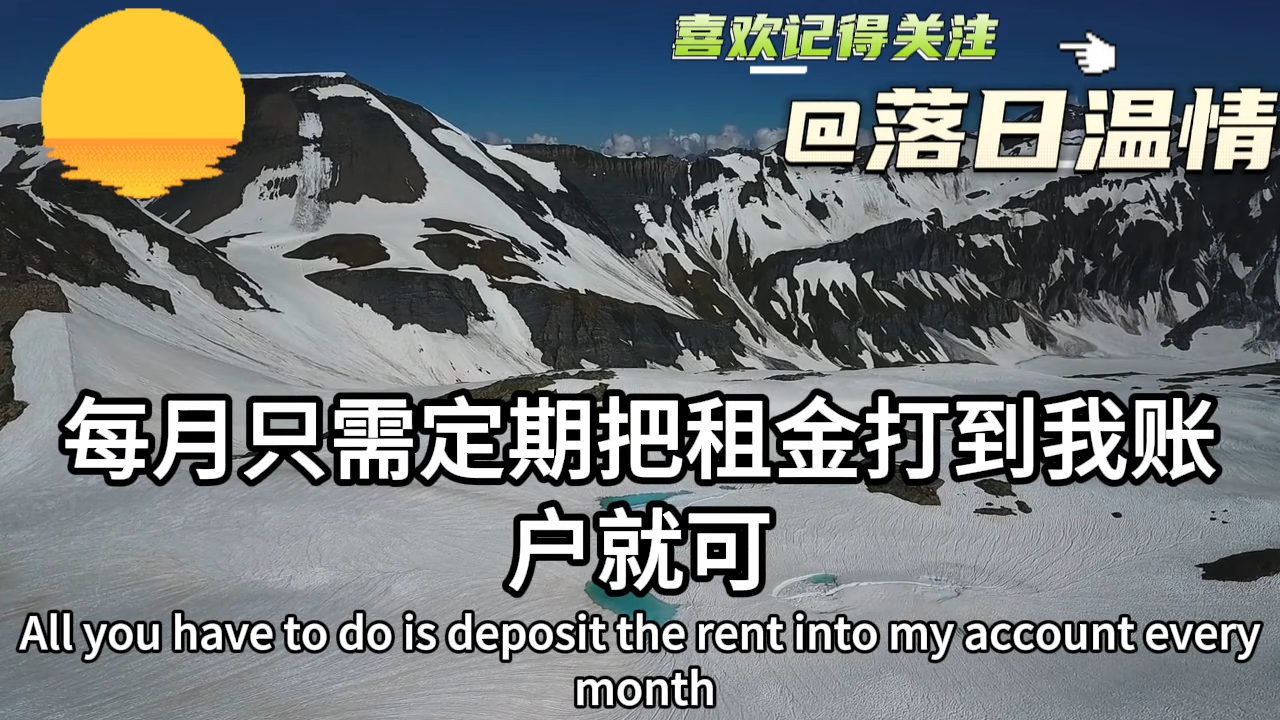 喜欢记得关注
@落日温情
每月只需定期把租金打到我账
户就可
All you have to do is deposit the rent into my account every
month